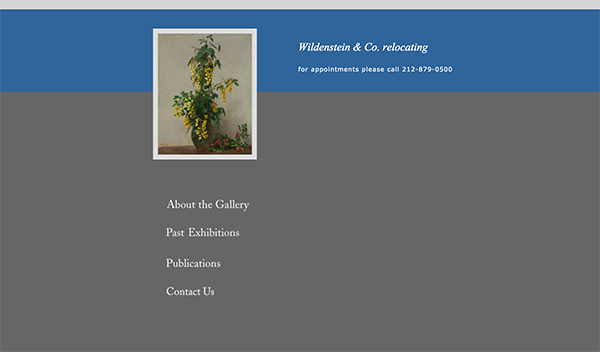 Wildenstein & Co. relocating
for appointments please call 212-879-0500
About the Gallery
Past Exhibitions
Publications
Contact Us